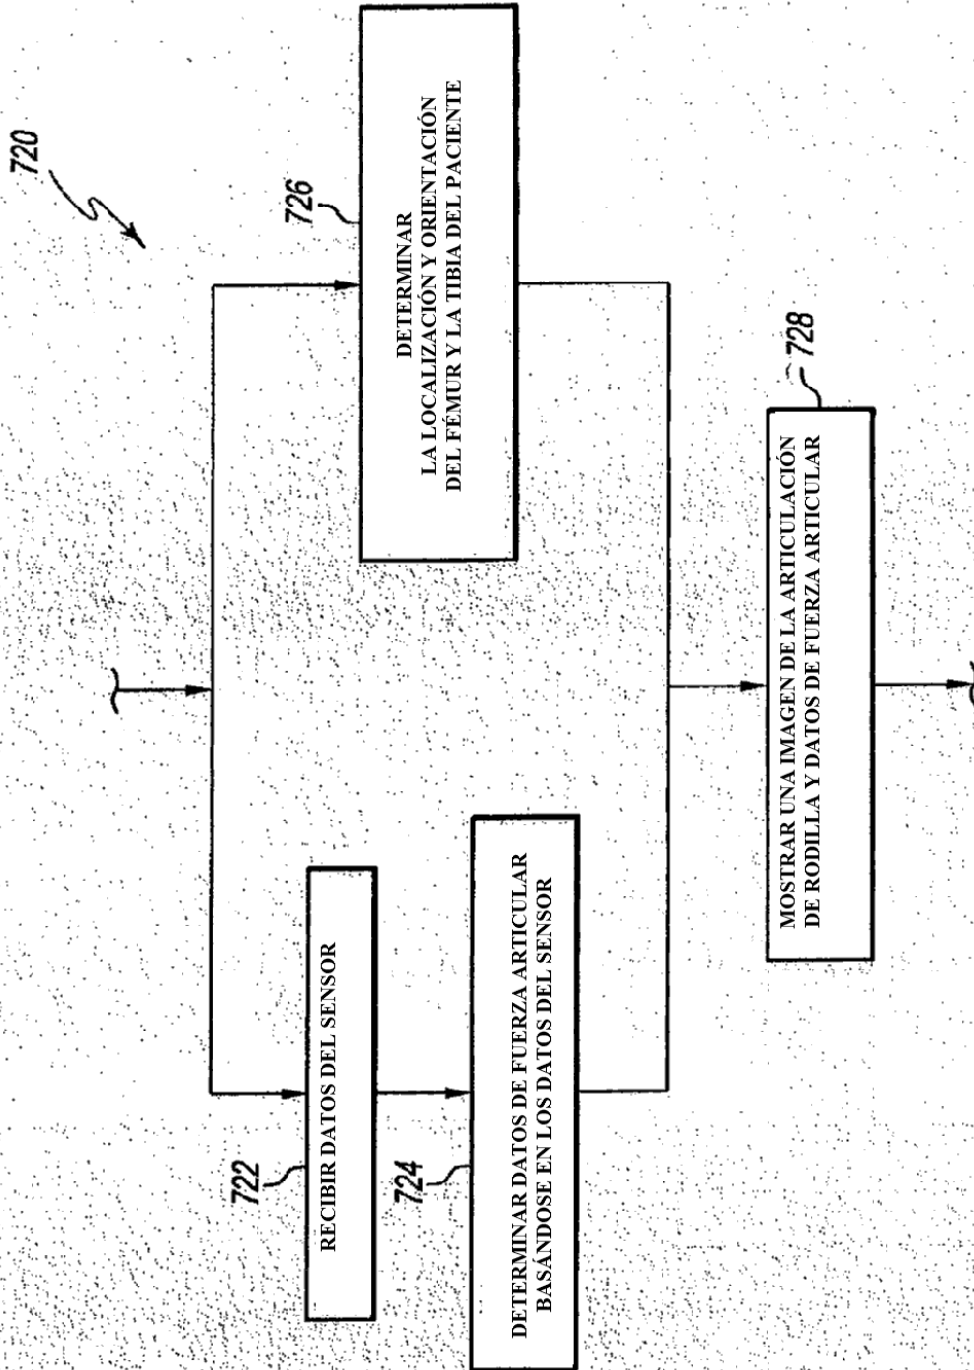 720
722
RECIBIR DATOS DEL SENSOR
724
DETERMINAR DATOS DE FUERZA ARTICULAR
BASÁNDOSE EN LOS DATOS DEL SENSOR
726
DETERMINAR
LA LOCALIZACIÓN Y ORIENTACIÓN
DEL FÉMUR Y LA TIBIA DEL PACIENTE
728
MOSTRAR UNA IMAGEN DE LA ARTICULACIÓN
DE RODILLA Y DATOS DE FUERZA ARTICULAR